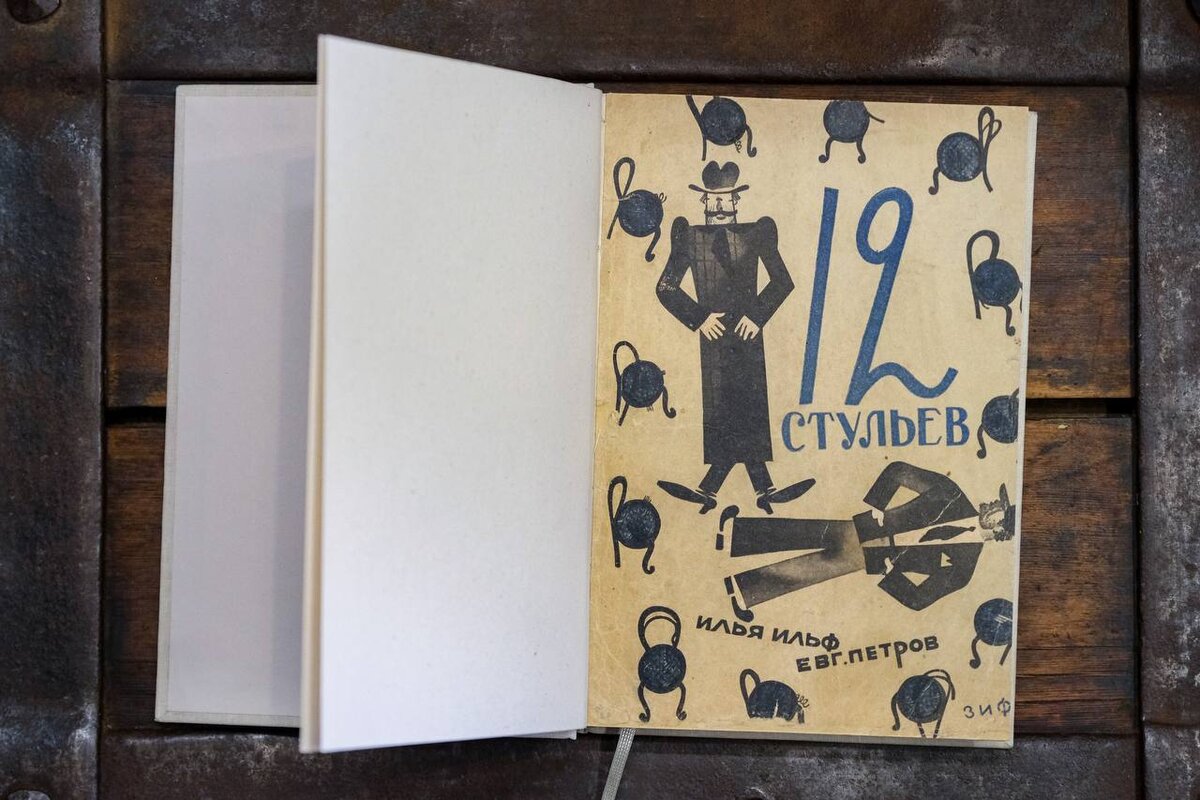 12
СТУЛЬЕВ
ИЛЬЯ ИЛЬФ
ЕВГ. ПЕТРОВ
ЗИФ